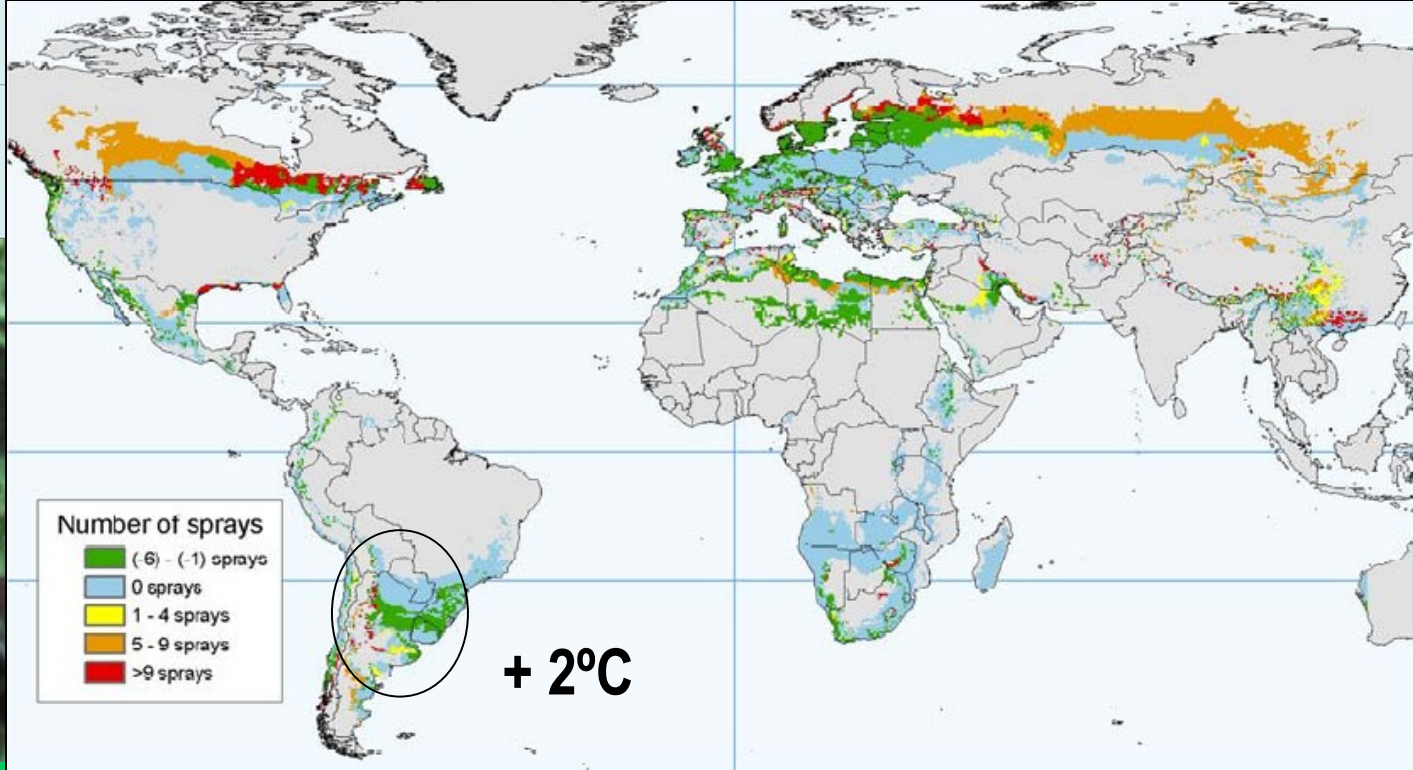 Number of sprays
(-6) - (-1) sprays
0 sprays
1 - 4 sprays
5 - 9 sprays
>9 sprays
+ 2ºC